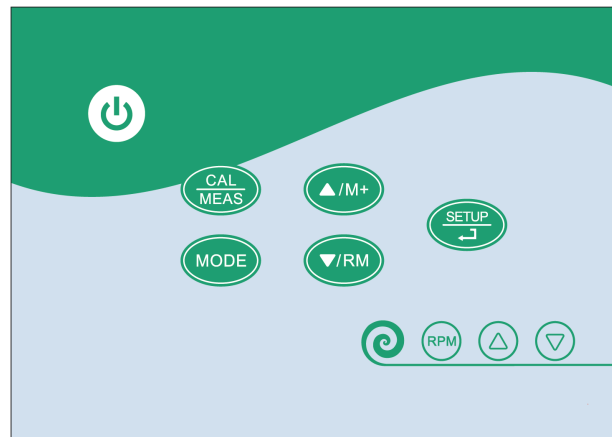 CAL
MEAS
▲/M+
SETUP
MODE
▼/RM
RPM